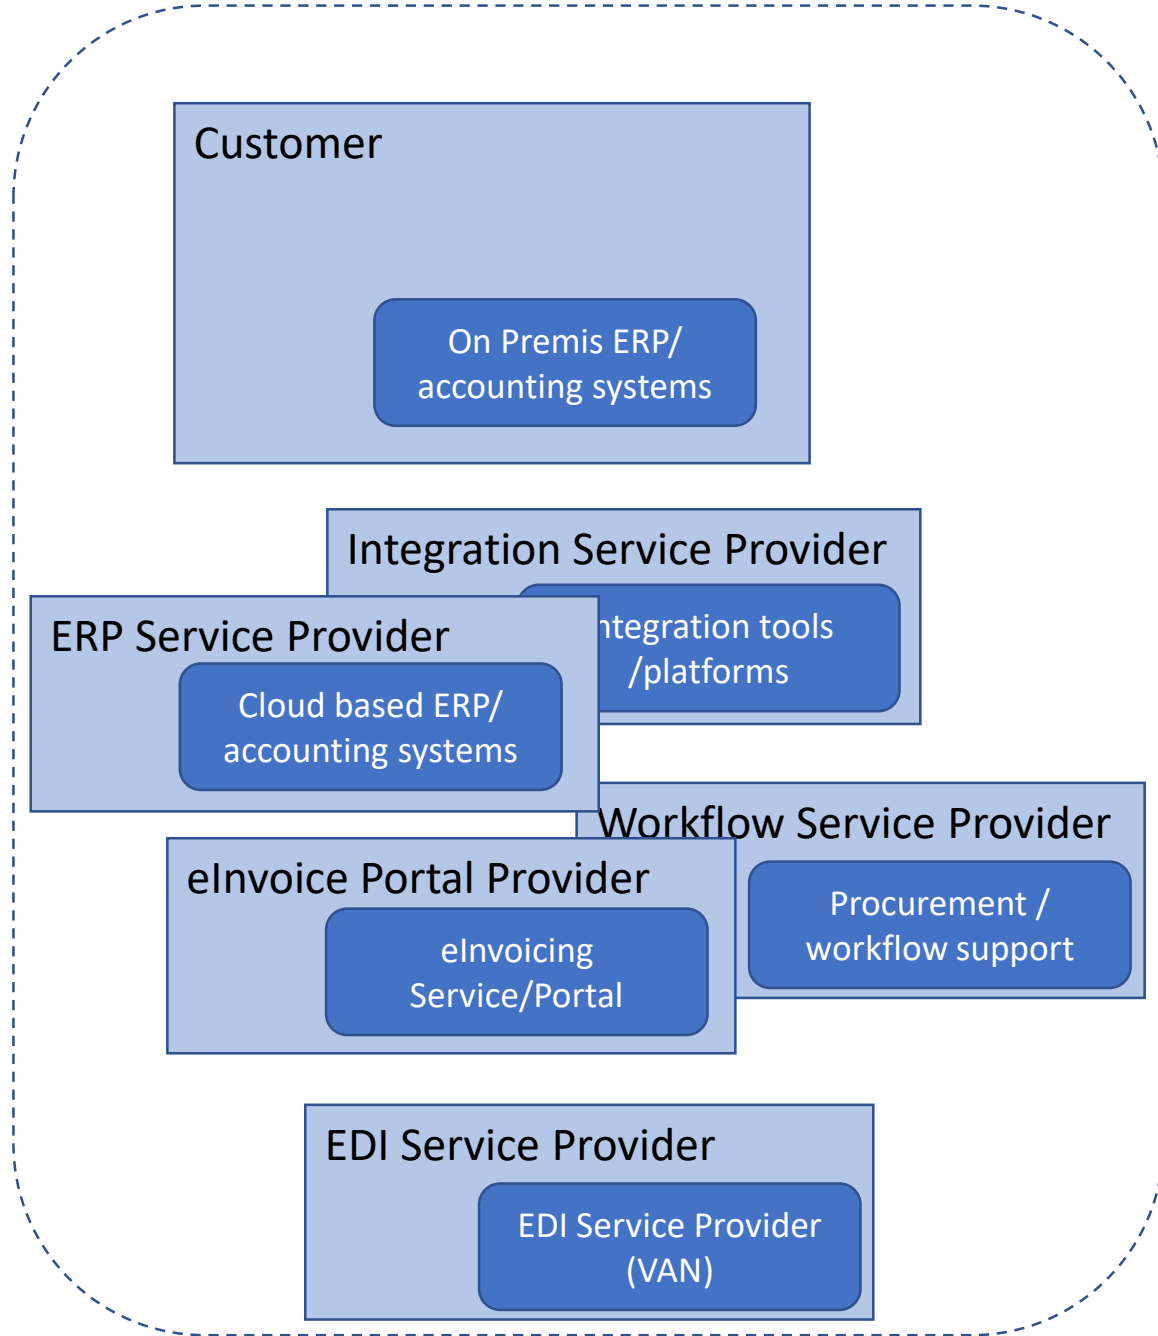 Customer
On Premis ERP/
accounting systems
Integration Service Provider
ntegration tools
/platforms
ERP Service Provider
Cloud based ERP/
accounting systems
Workflow Service Provider
Procurement /
workflow support
eInvoice Portal Provider
eInvoicing
Service/Portal
EDI Service Provider
EDI Service Provider
(VAN)